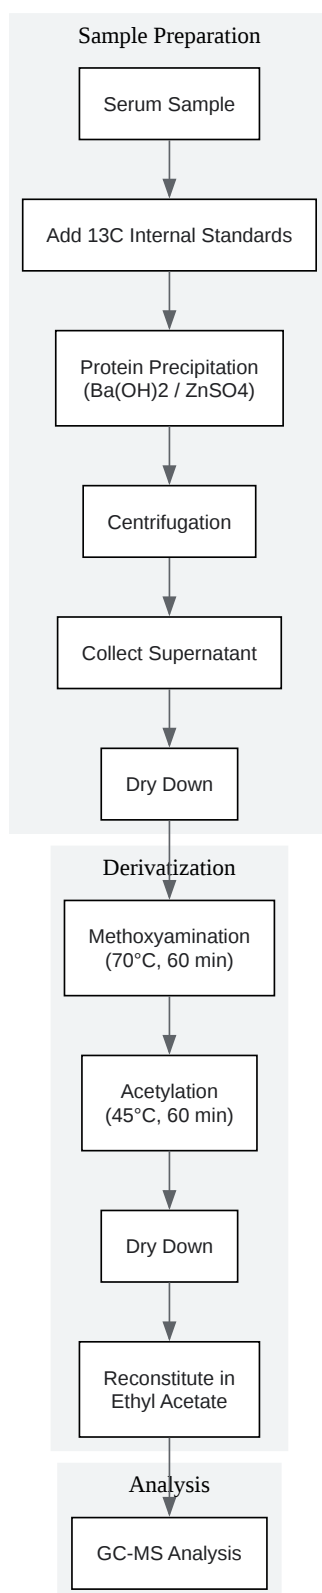 Sample Preparation
Serum Sample
Add 13C Internal Standards
Protein Precipitation
(Ba(OH)2 / ZnSO4)
Centrifugation
Collect Supernatant
Dry Down
Derivatization
Methoxyamination
(70°C, 60 min)
Acetylation
(45°C, 60 min)
Dry Down
Reconstitute in
Ethyl Acetate
Analysis
GC-MS Analysis